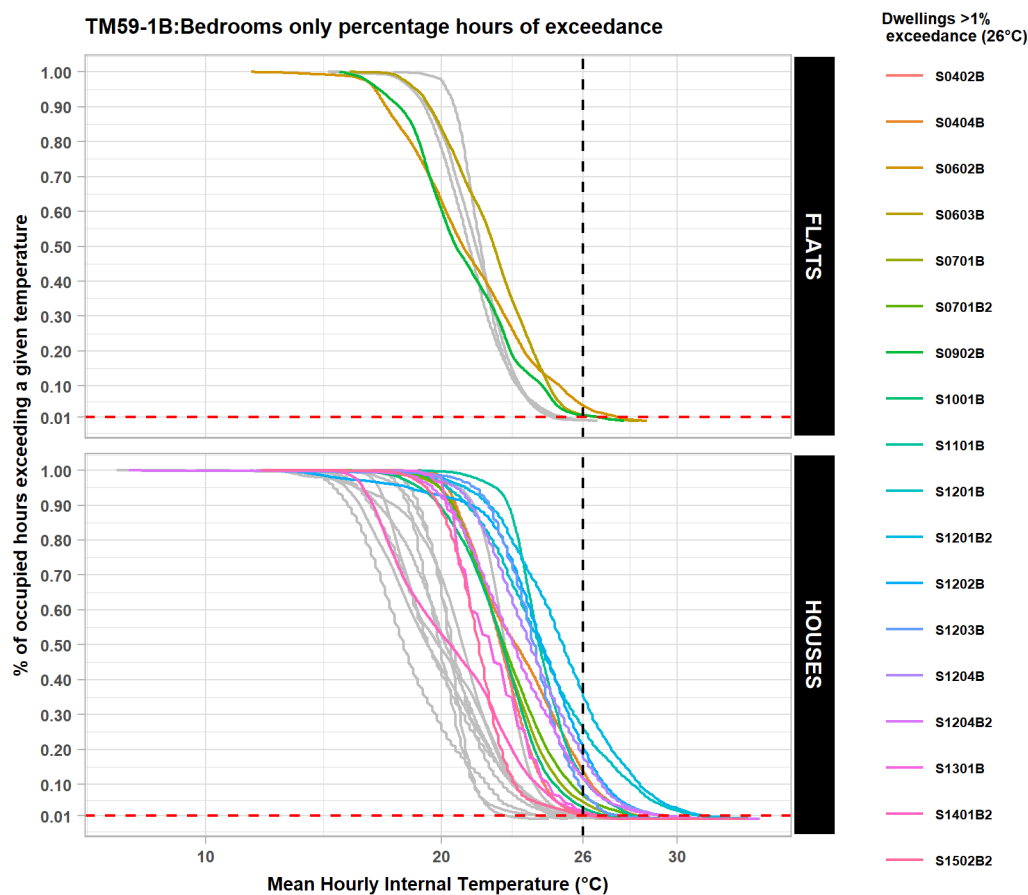 TM59-1B:Bedrooms only percentage hours of exceedance
% of occupied hours exceeding a given temperature
1.00
0.90
0.80
0.70
0.60
0.50
0.40
0.30
0.20
0.10
0.01
FLATS
1.00
0.90
0.80
0.70
0.60
0.50
0.40
0.30
0.20
0.10
0.01
HOUSES
10
20
26
30
Mean Hourly Internal Temperature (°C)
Dwellings >1%
exceedance (26°C)
S0402B
S0404B
S0602B
S0603B
S0701B
S0701B2
S0902B
S1001B
S1101B
S1201B
S1201B2
S1202B
S1203B
S1204B
S1204B2
S1301B
S1401B2
S1502B2